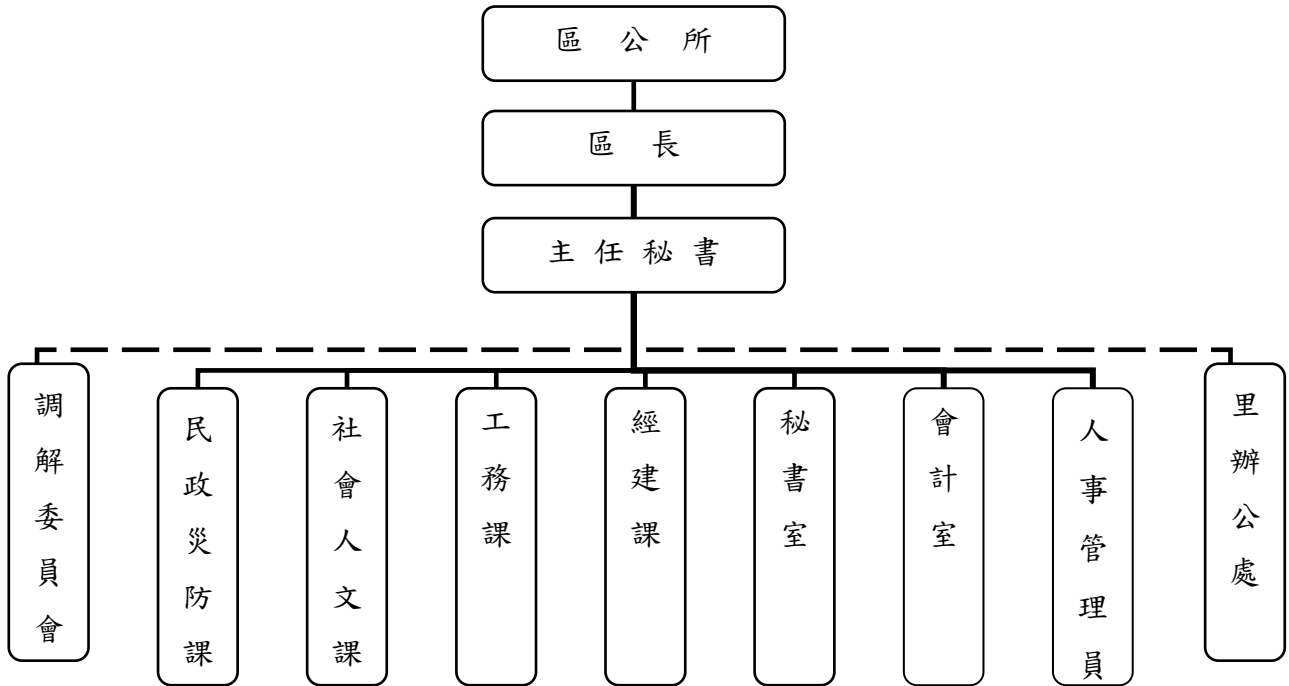 區公所
區長
主任秘書
調解委員會
民政災防課
社會人文課
工務課
經建課
秘書室
會計室
人事管理員
里辦公處